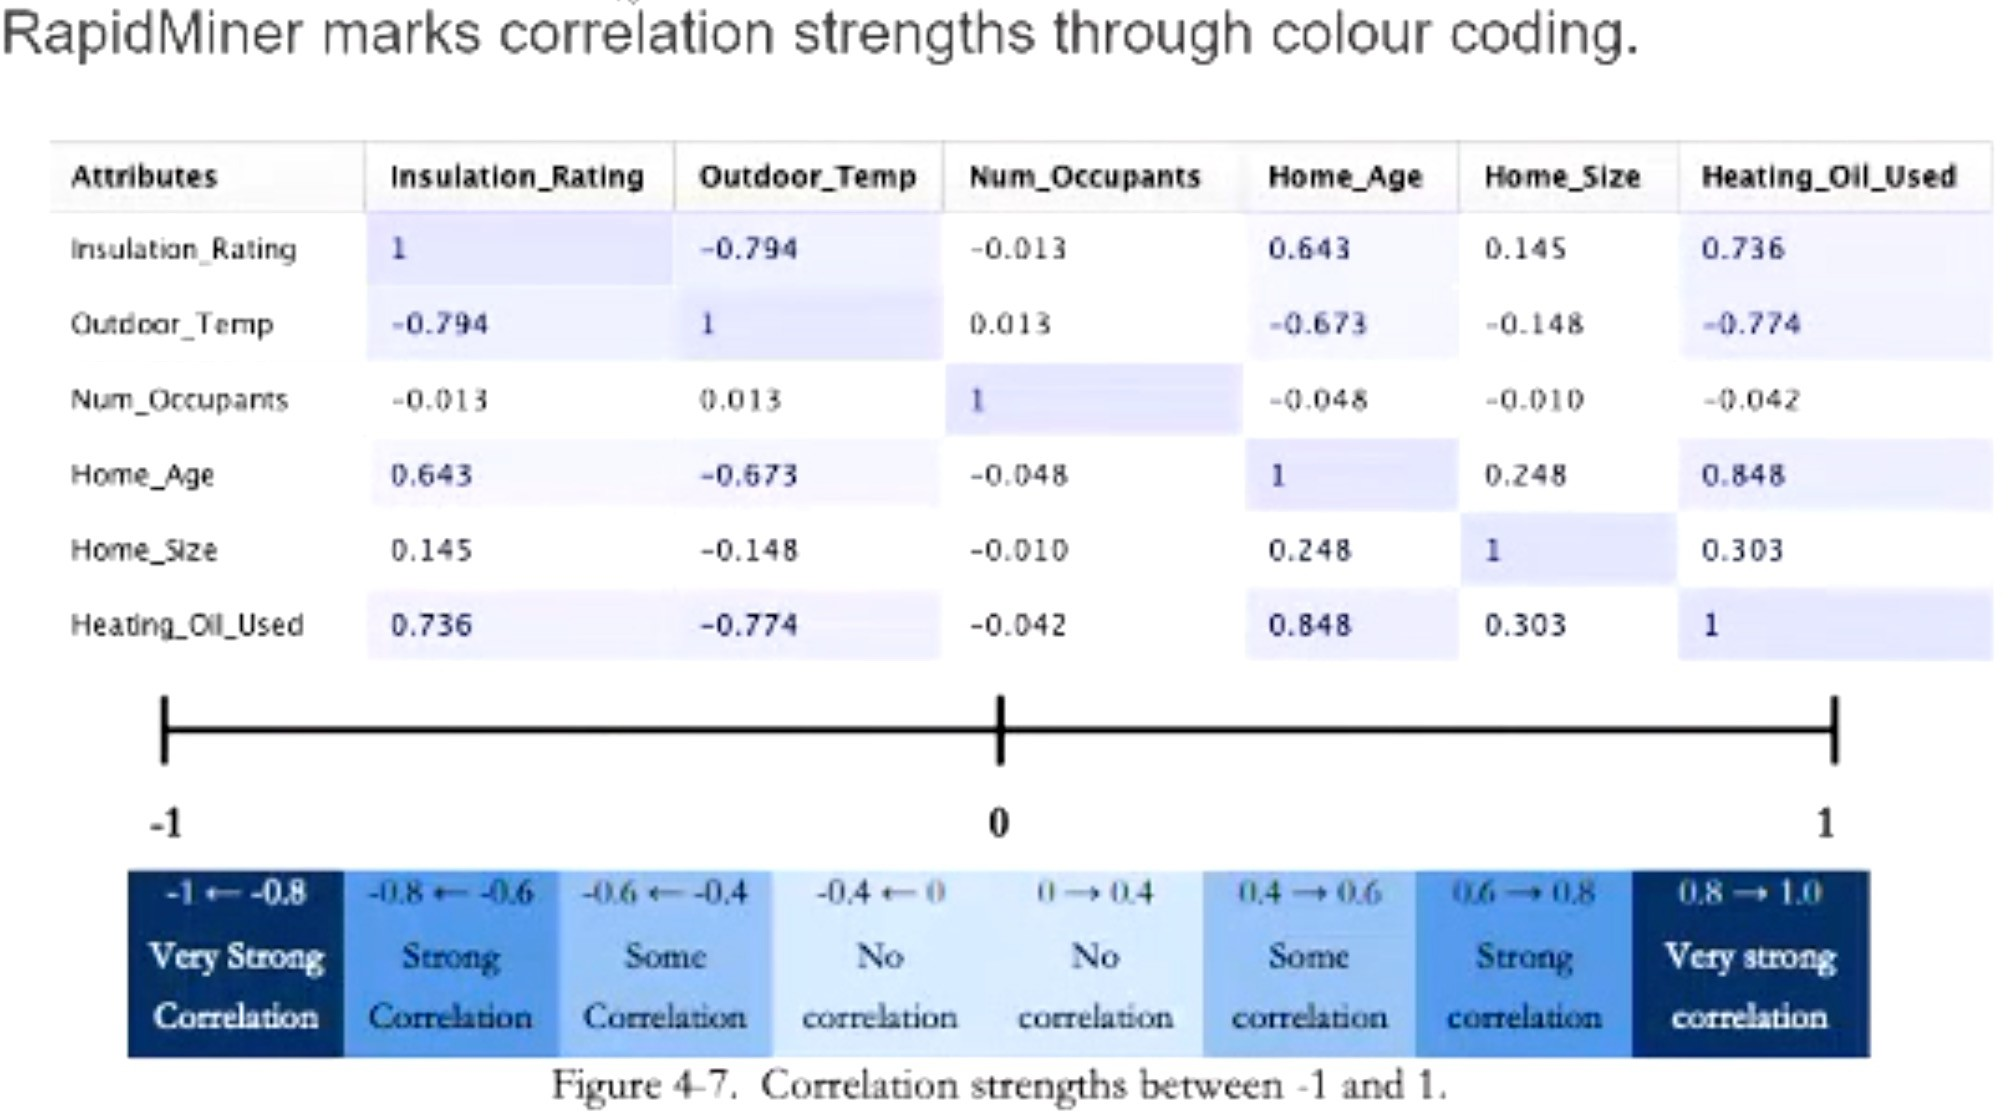 RapidMiner marks correlation strengths through colour coding.
Attributes Insulation_Rating Outdoor_Temp Num_Occupants Home_Age Home_Size Heating_Oil_Used
Insulation_Rating 1 -0.794 -0.013 0.643 0.145 0.736
Outdoor_Temp -0.794 1 0.013 -0.673 -0.148 -0.774
Num_Occupants -0.013 0.013 1 -0.048 -0.010 -0.042
Home_Age 0.643 -0.673 -0.048 1 0.248 0.848
Home_Size 0.145 -0.148 -0.010 0.248 1 0.303
Heating_Oil_Used 0.736 -0.774 -0.042 0.848 0.303 1
-1 0 1
-1 ← -0.8 -0.8 ← -0.6 -0.6 ← -0.4 -0.4 ← 0 0 → 0.4 0.4 → 0.6 0.6 → 0.8 0.8 → 1.0
Very Strong Strong Some No No Some Strong Very strong
Correlation Correlation Correlation correlation correlation correlation correlation correlation
Figure 4-7. Correlation strengths between -1 and 1.